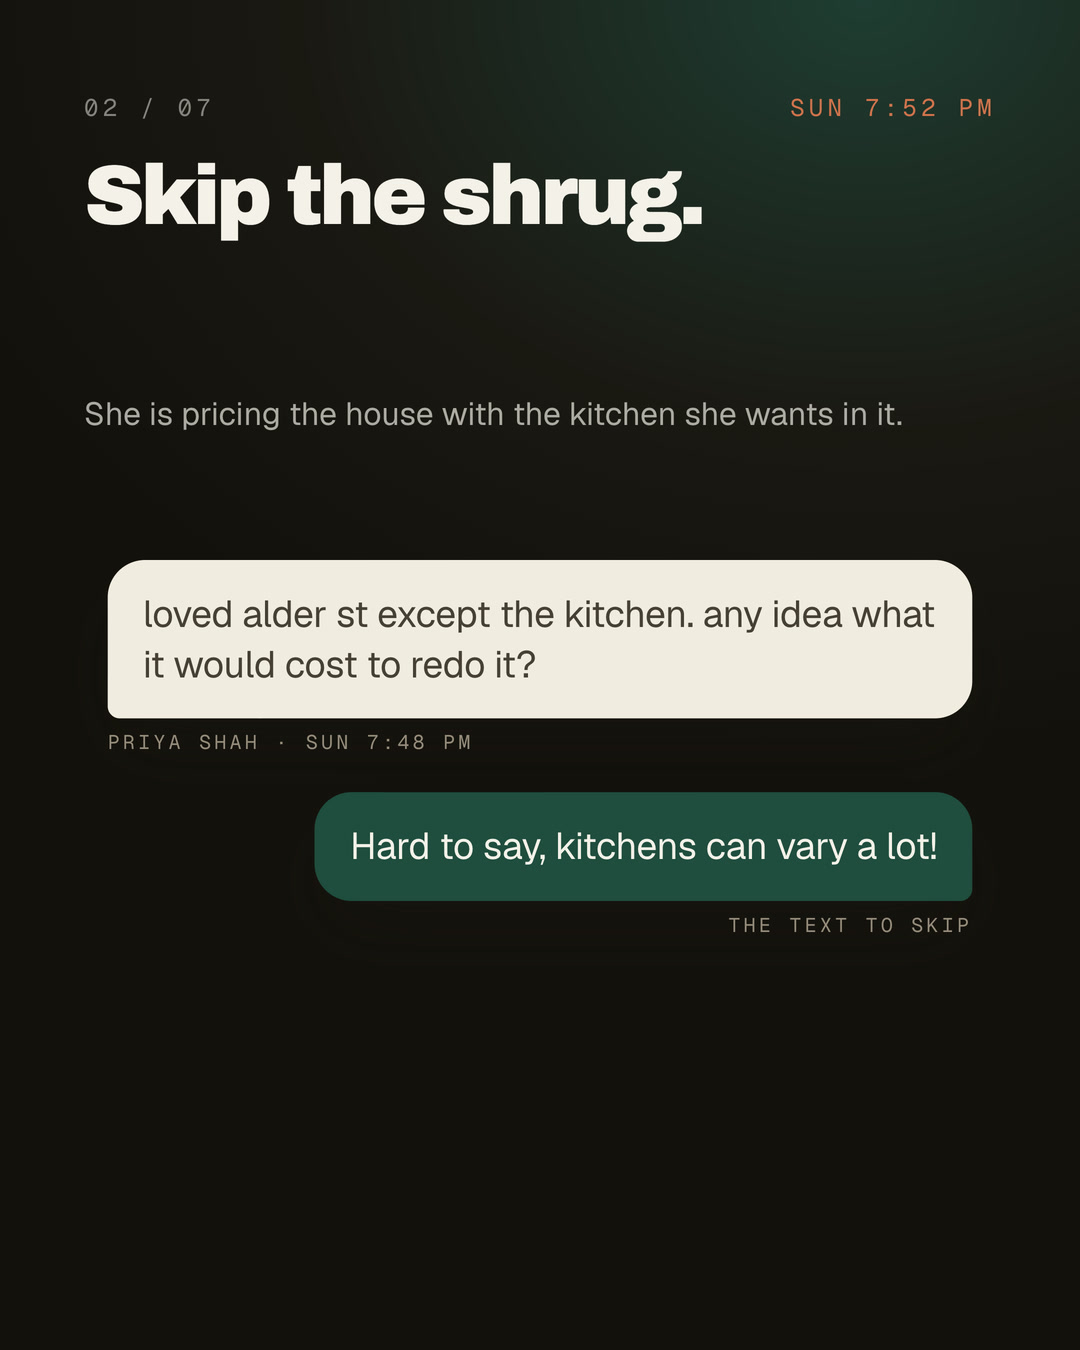 02 / 07
SUN 7:52 PM
Skip the shrug.
She is pricing the house with the kitchen she wants in it.
loved alder st except the kitchen. any idea what
it would cost to redo it?
PRIYA SHAH · SUN 7:48 PM
Hard to say, kitchens can vary a lot!
THE TEXT TO SKIP